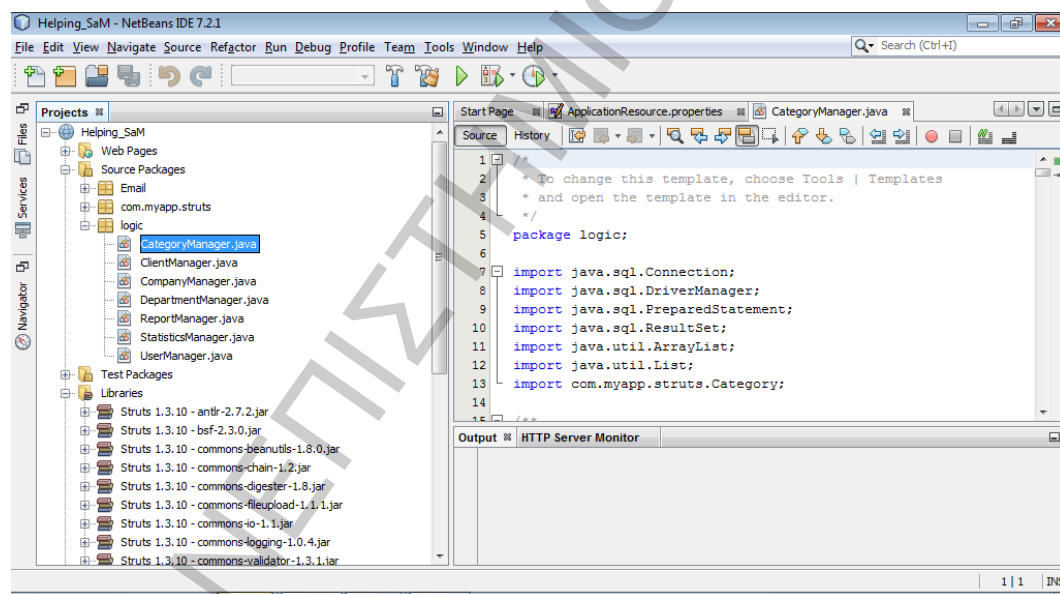 Helping_SaM - NetBeans IDE 7.2.1
File Edit View Navigate Source Refactor Run Debug Profile Team Tools Window Help
Search (Ctrl+I)
Files
Services
Navigator
Projects
Helping_SaM
Web Pages
Source Packages
Email
com.myapp.struts
logic
CategoryManager.java
ClientManager.java
CompanyManager.java
DepartmentManager.java
ReportManager.java
StatisticsManager.java
UserManager.java
Test Packages
Libraries
Struts 1.3.10 - antlr-2.7.2.jar
Struts 1.3.10 - bsf-2.3.0.jar
Struts 1.3.10 - commons-beanutils-1.8.0.jar
Struts 1.3.10 - commons-chain-1.2.jar
Struts 1.3.10 - commons-digester-1.8.jar
Struts 1.3.10 - commons-fileupload-1.1.1.jar
Struts 1.3.10 - commons-io-1.1.jar
Struts 1.3.10 - commons-logging-1.0.4.jar
Struts 1.3.10 - commons-validator-1.3.1.jar
Start Page ApplicationResource.properties CategoryManager.java
Source History
1 /*
2 * To change this template, choose Tools | Templates
3 * and open the template in the editor.
4 */
5 package logic;
6
7 import java.sql.Connection;
8 import java.sql.DriverManager;
9 import java.sql.PreparedStatement;
10 import java.sql.ResultSet;
11 import java.util.ArrayList;
12 import java.util.List;
13 import com.myapp.struts.Category;
14
15 /**
Output HTTP Server Monitor
1 | 1 INS
ΝΕΠΙΣΤΗΜΙΟ